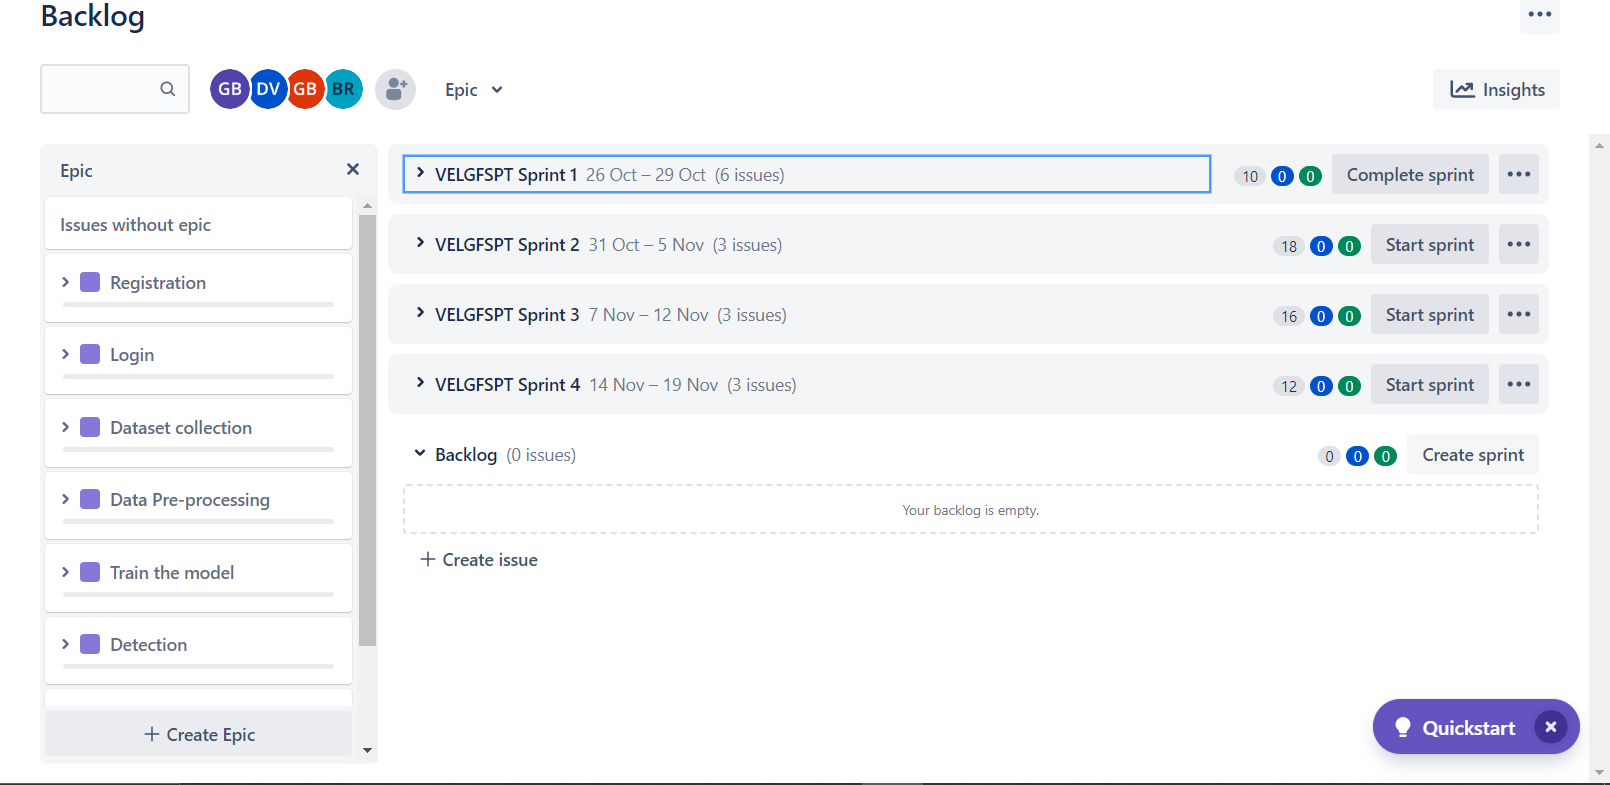 Backlog
GB DV GB BR Epic Insights
Epic
Issues without epic
Registration
Login
Dataset collection
Data Pre-processing
Train the model
Detection
+ Create Epic
VELGFSPT Sprint 1 26 Oct – 29 Oct (6 issues) 10 0 0 Complete sprint
VELGFSPT Sprint 2 31 Oct – 5 Nov (3 issues) 18 0 0 Start sprint
VELGFSPT Sprint 3 7 Nov – 12 Nov (3 issues) 16 0 0 Start sprint
VELGFSPT Sprint 4 14 Nov – 19 Nov (3 issues) 12 0 0 Start sprint
Backlog (0 issues) 0 0 0 Create sprint
Your backlog is empty.
+ Create issue
Quickstart